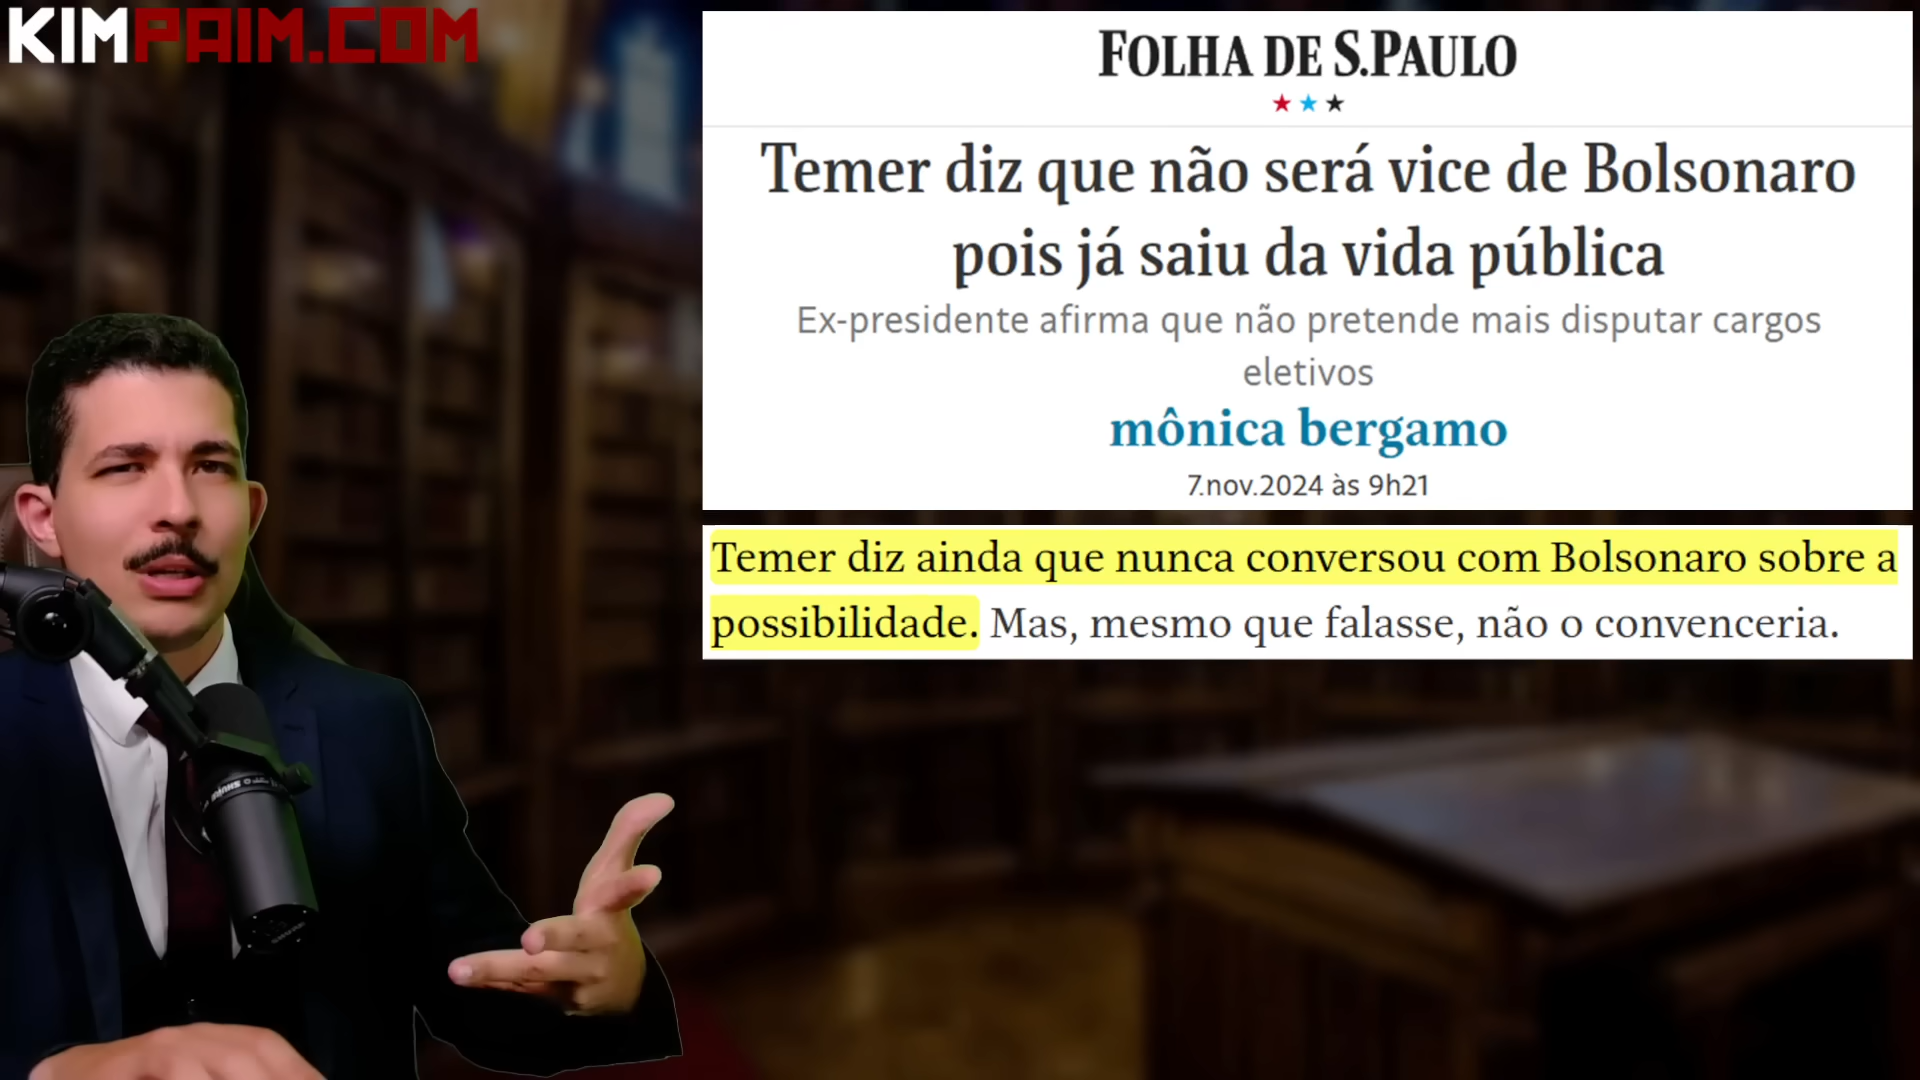 KIMPAIM.COM
FOLHA DE S.PAULO
Temer diz que não será vice de Bolsonaro
pois já saiu da vida pública
Ex-presidente afirma que não pretende mais disputar cargos
eletivos
mônica bergamo
7.nov.2024 às 9h21
Temer diz ainda que nunca conversou com Bolsonaro sobre a
possibilidade. Mas, mesmo que falasse, não o convenceria.